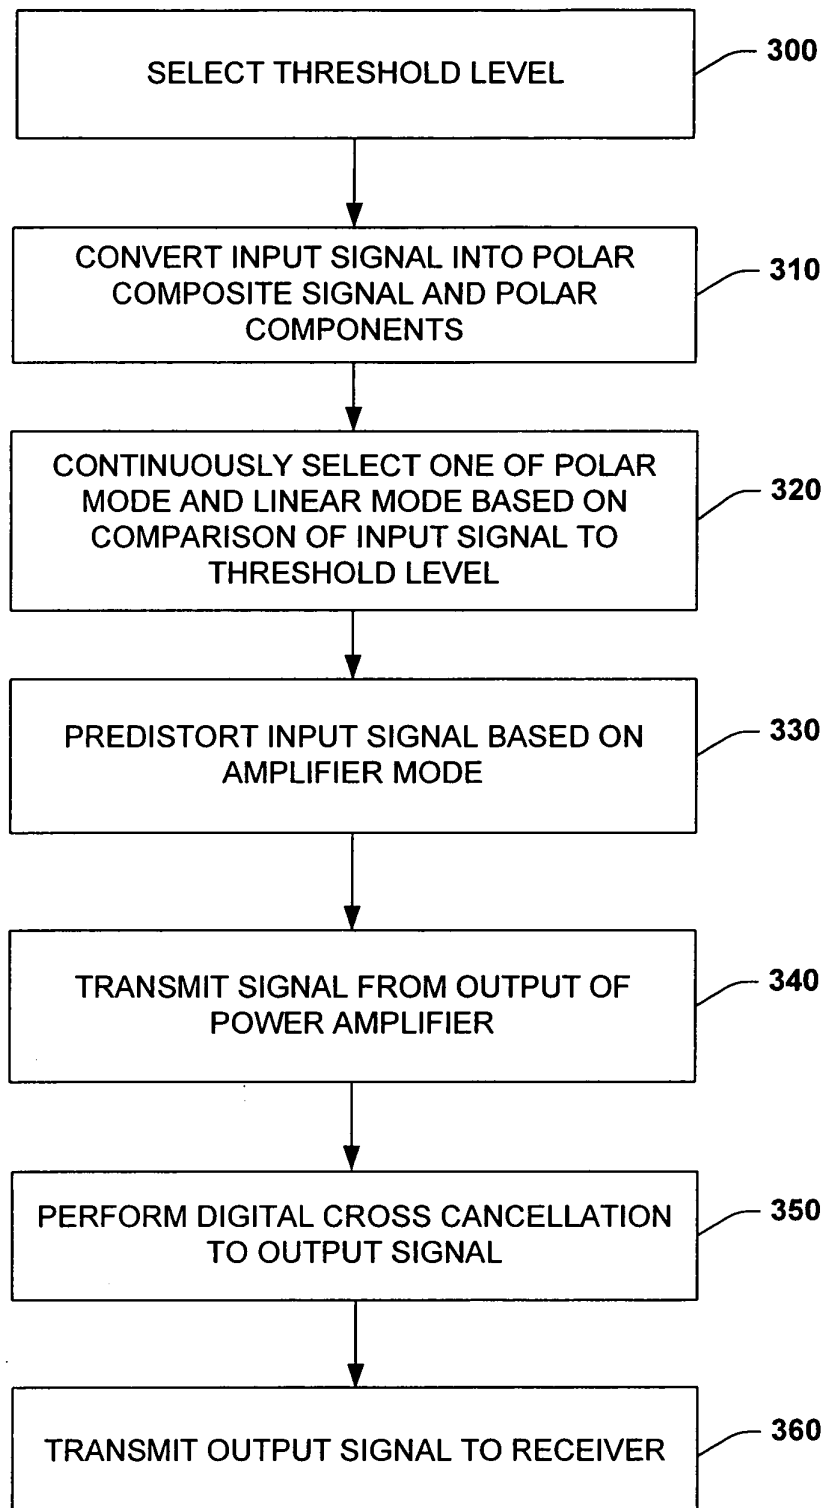 SELECT THRESHOLD LEVEL
300
CONVERT INPUT SIGNAL INTO POLAR
COMPOSITE SIGNAL AND POLAR
COMPONENTS
310
CONTINUOUSLY SELECT ONE OF POLAR
MODE AND LINEAR MODE BASED ON
COMPARISON OF INPUT SIGNAL TO
THRESHOLD LEVEL
320
PREDISTORT INPUT SIGNAL BASED ON
AMPLIFIER MODE
330
TRANSMIT SIGNAL FROM OUTPUT OF
POWER AMPLIFIER
340
PERFORM DIGITAL CROSS CANCELLATION
TO OUTPUT SIGNAL
350
TRANSMIT OUTPUT SIGNAL TO RECEIVER
360